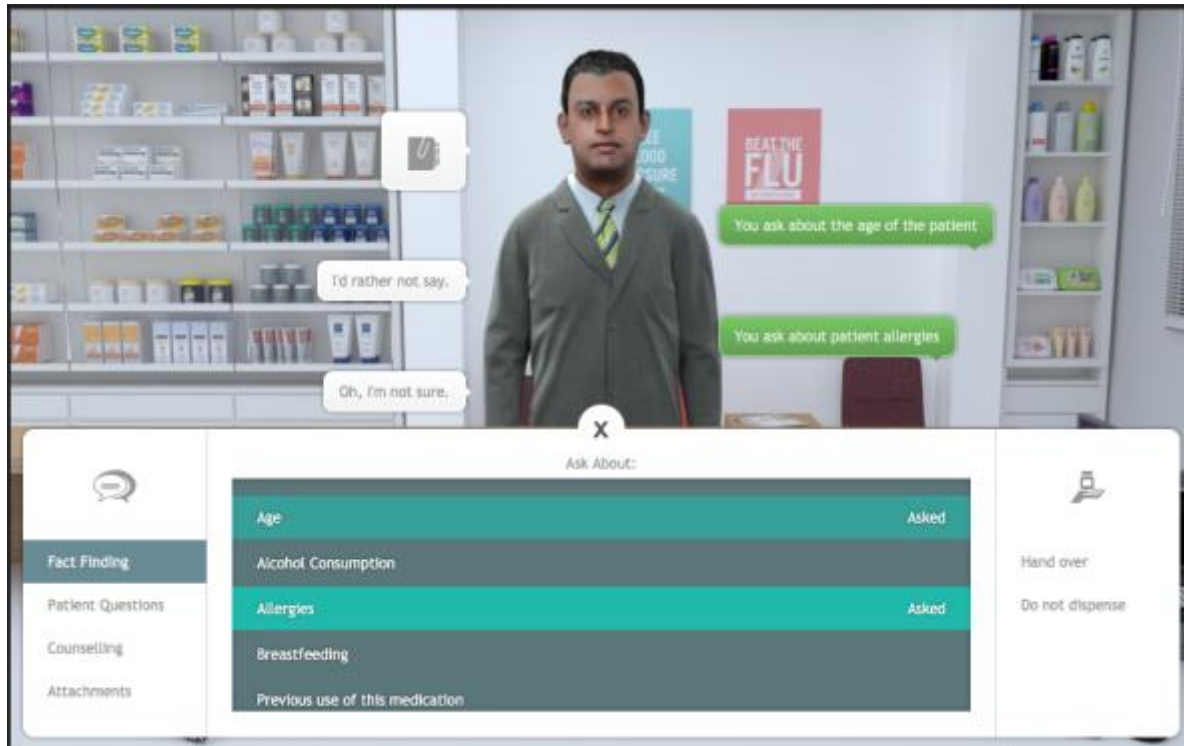 BEAT THE
FLU
You ask about the age of the patient
I'd rather not say.
You ask about patient allergies
Oh, I'm not sure.
X
Ask About:
Age Asked
Alcohol Consumption
Allergies Asked
Breastfeeding
Previous use of this medication
Fact Finding
Patient Questions
Counselling
Attachments
Hand over
Do not dispense